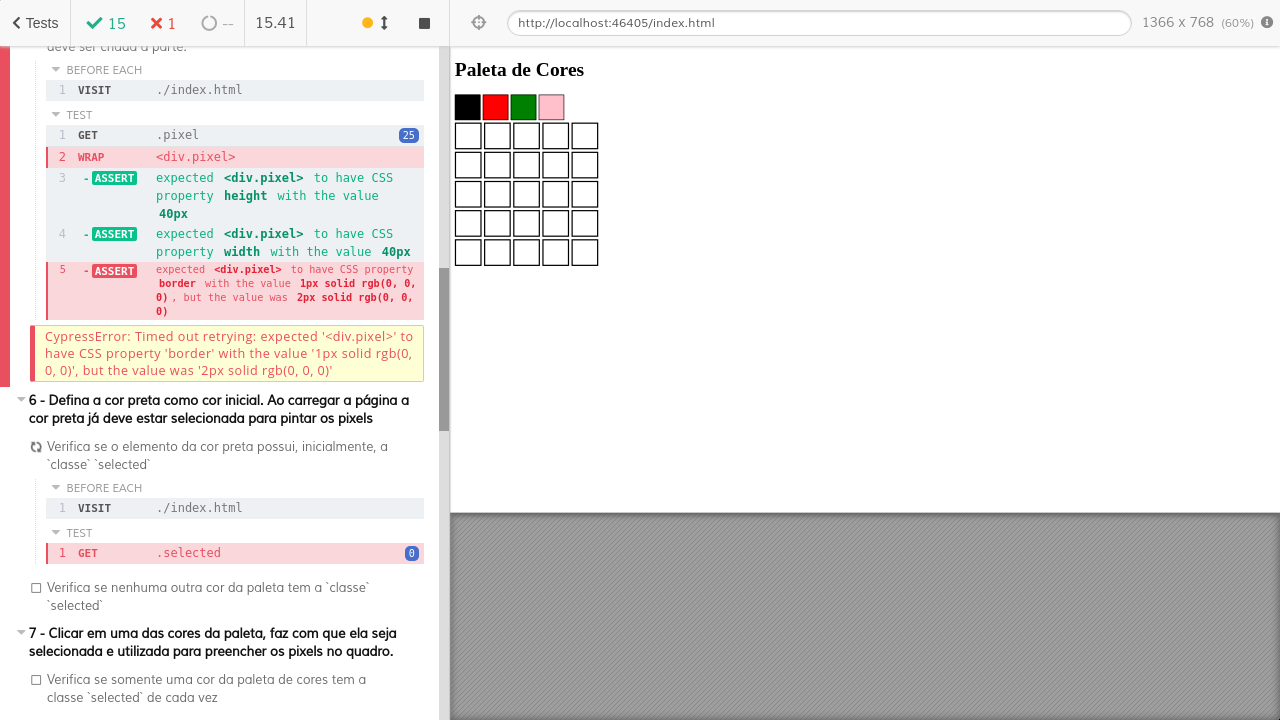 Tests 15 1 -- 15.41
http://localhost:46405/index.html 1366 x 768 (60%)
deve ser criada à parte.
BEFORE EACH
1 VISIT ./index.html
TEST
1 GET .pixel 25
2 WRAP <div.pixel>
3 -ASSERT expected <div.pixel> to have CSS
property height with the value
40px
4 -ASSERT expected <div.pixel> to have CSS
property width with the value 40px
5 -ASSERT expected <div.pixel> to have CSS property
border with the value 1px solid rgb(0, 0,
0) , but the value was 2px solid rgb(0, 0,
0)
CypressError: Timed out retrying: expected '<div.pixel>' to
have CSS property 'border' with the value '1px solid rgb(0,
0, 0)', but the value was '2px solid rgb(0, 0, 0)'
6 - Defina a cor preta como cor inicial. Ao carregar a página a
cor preta já deve estar selecionada para pintar os pixels
Verifica se o elemento da cor preta possui, inicialmente, a
`classe` `selected`
BEFORE EACH
1 VISIT ./index.html
TEST
1 GET .selected 0
Verifica se nenhuma outra cor da paleta tem a `classe`
`selected`
7 - Clicar em uma das cores da paleta, faz com que ela seja
selecionada e utilizada para preencher os pixels no quadro.
Verifica se somente uma cor da paleta de cores tem a
classe `selected` de cada vez
Paleta de Cores